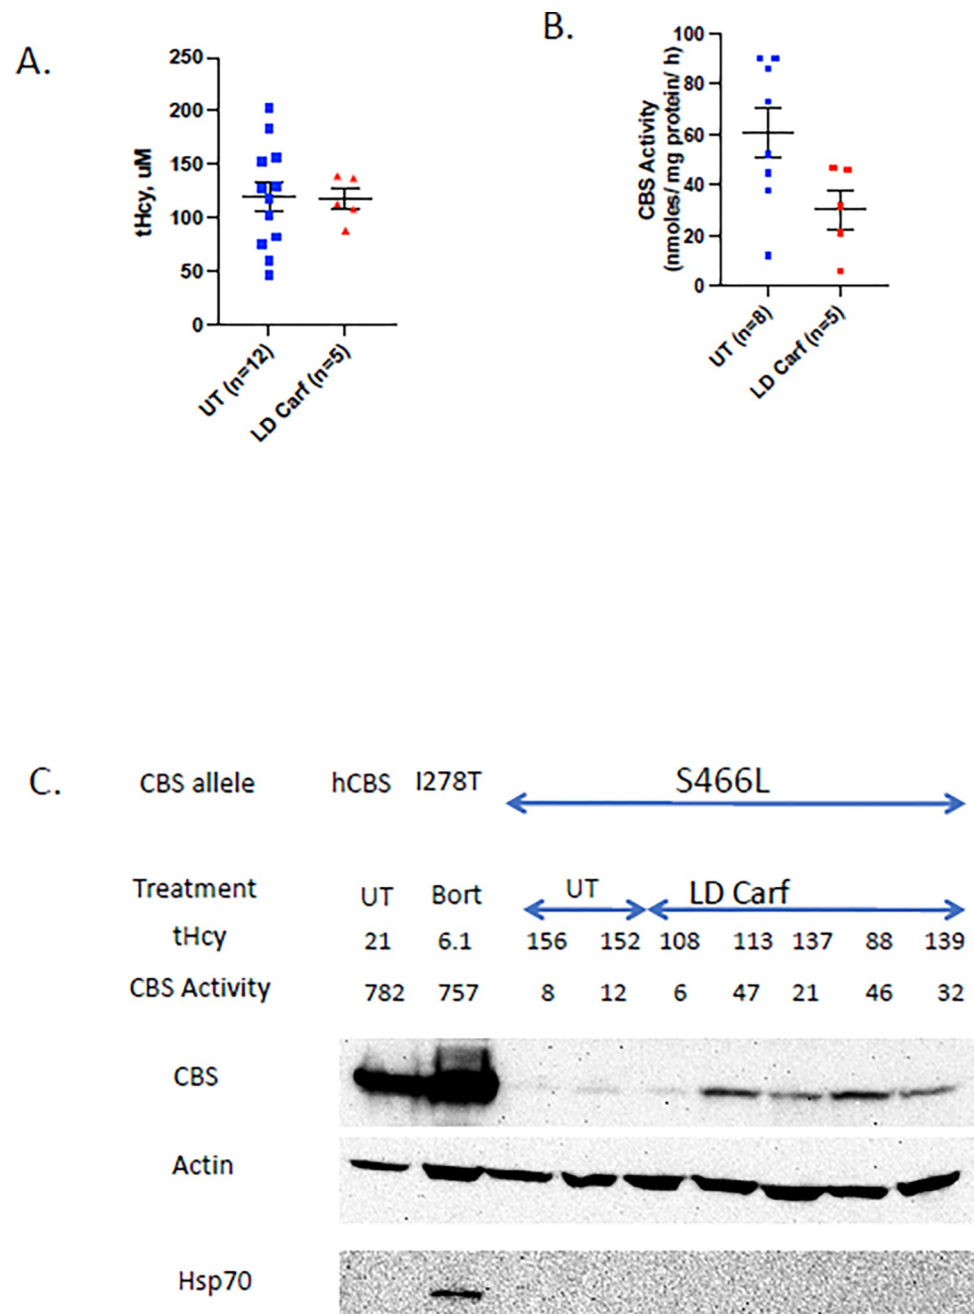 A.
tHcy, uM
250
200
150
100
50
0
UT (n=12)
LD Carf (n=5)
B.
CBS Activity
(nmoles/ mg protein/ h)
100
80
60
40
20
0
UT (n=8)
LD Carf (n=5)
C.
CBS allele hCBS I278T S466L
Treatment UT Bort UT LD Carf
tHcy 21 6.1 156 152 108 113 137 88 139
CBS Activity 782 757 8 12 6 47 21 46 32
CBS
Actin
Hsp70